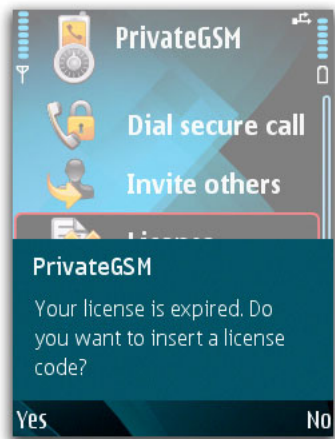 PrivateGSM
Dial secure call
Invite others
License
PrivateGSM
Your license is expired. Do
you want to insert a license
code?
Yes
No